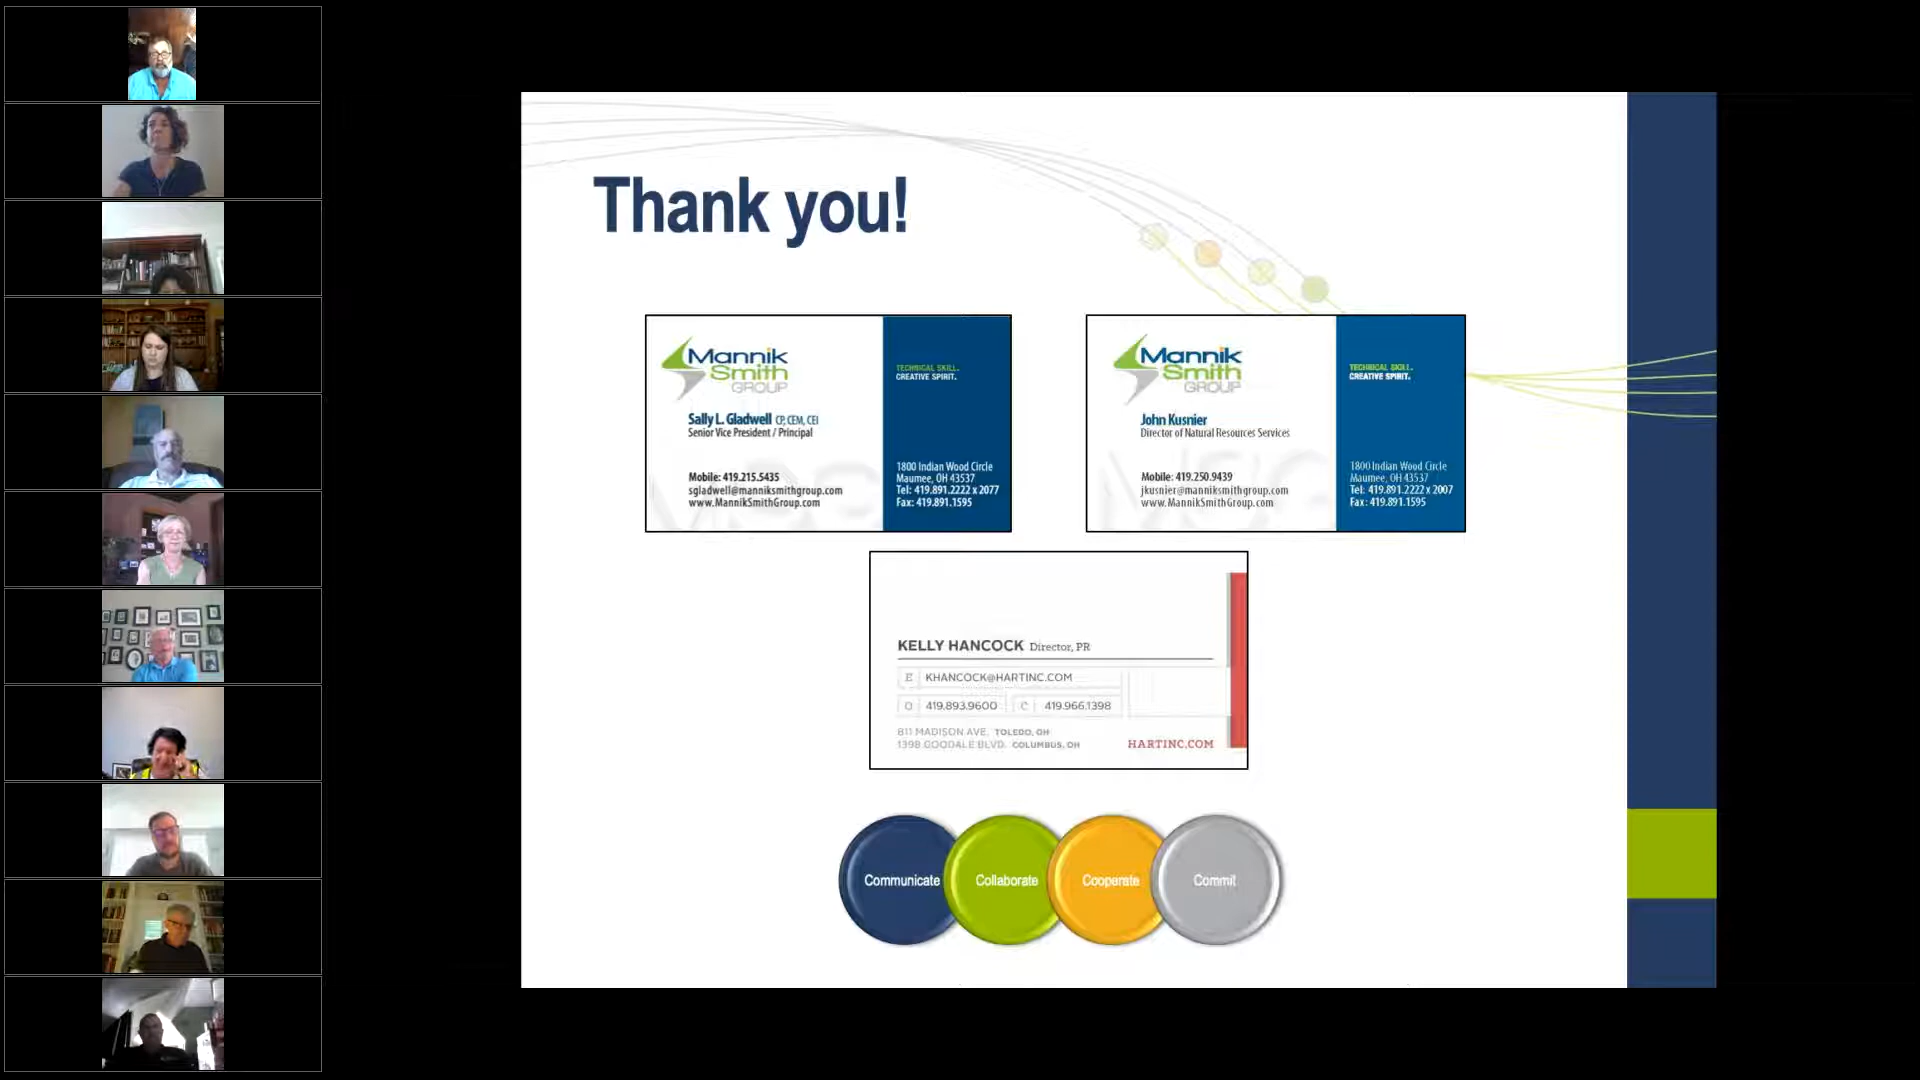 Thank you!
Mannik
Smith
GROUP
TECHNICAL SKILL.
CREATIVE SPIRIT.
Sally L. Gladwell CP, CEM, CEI
Senior Vice President / Principal
Mobile: 419.215.5435
sgladwell@manniksmithgroup.com
www.MannikSmithGroup.com
1800 Indian Wood Circle
Maumee, OH 43537
Tel: 419.891.2222 x 2077
Fax: 419.891.1595
Mannik
Smith
GROUP
TECHNICAL SKILL.
CREATIVE SPIRIT.
John Kusnier
Director of Natural Resources Services
Mobile: 419.250.9439
jkusnier@manniksmithgroup.com
www.MannikSmithGroup.com
1800 Indian Wood Circle
Maumee, OH 43537
Tel: 419.891.2222 x 2007
Fax: 419.891.1595
KELLY HANCOCK Director, PR
E KHANCOCK@HARTINC.COM
O 419.893.9600 C 419.966.1398
811 MADISON AVE. TOLEDO, OH
1398 GOODALE BLVD. COLUMBUS, OH
HARTINC.COM
Communicate Collaborate Cooperate Commit